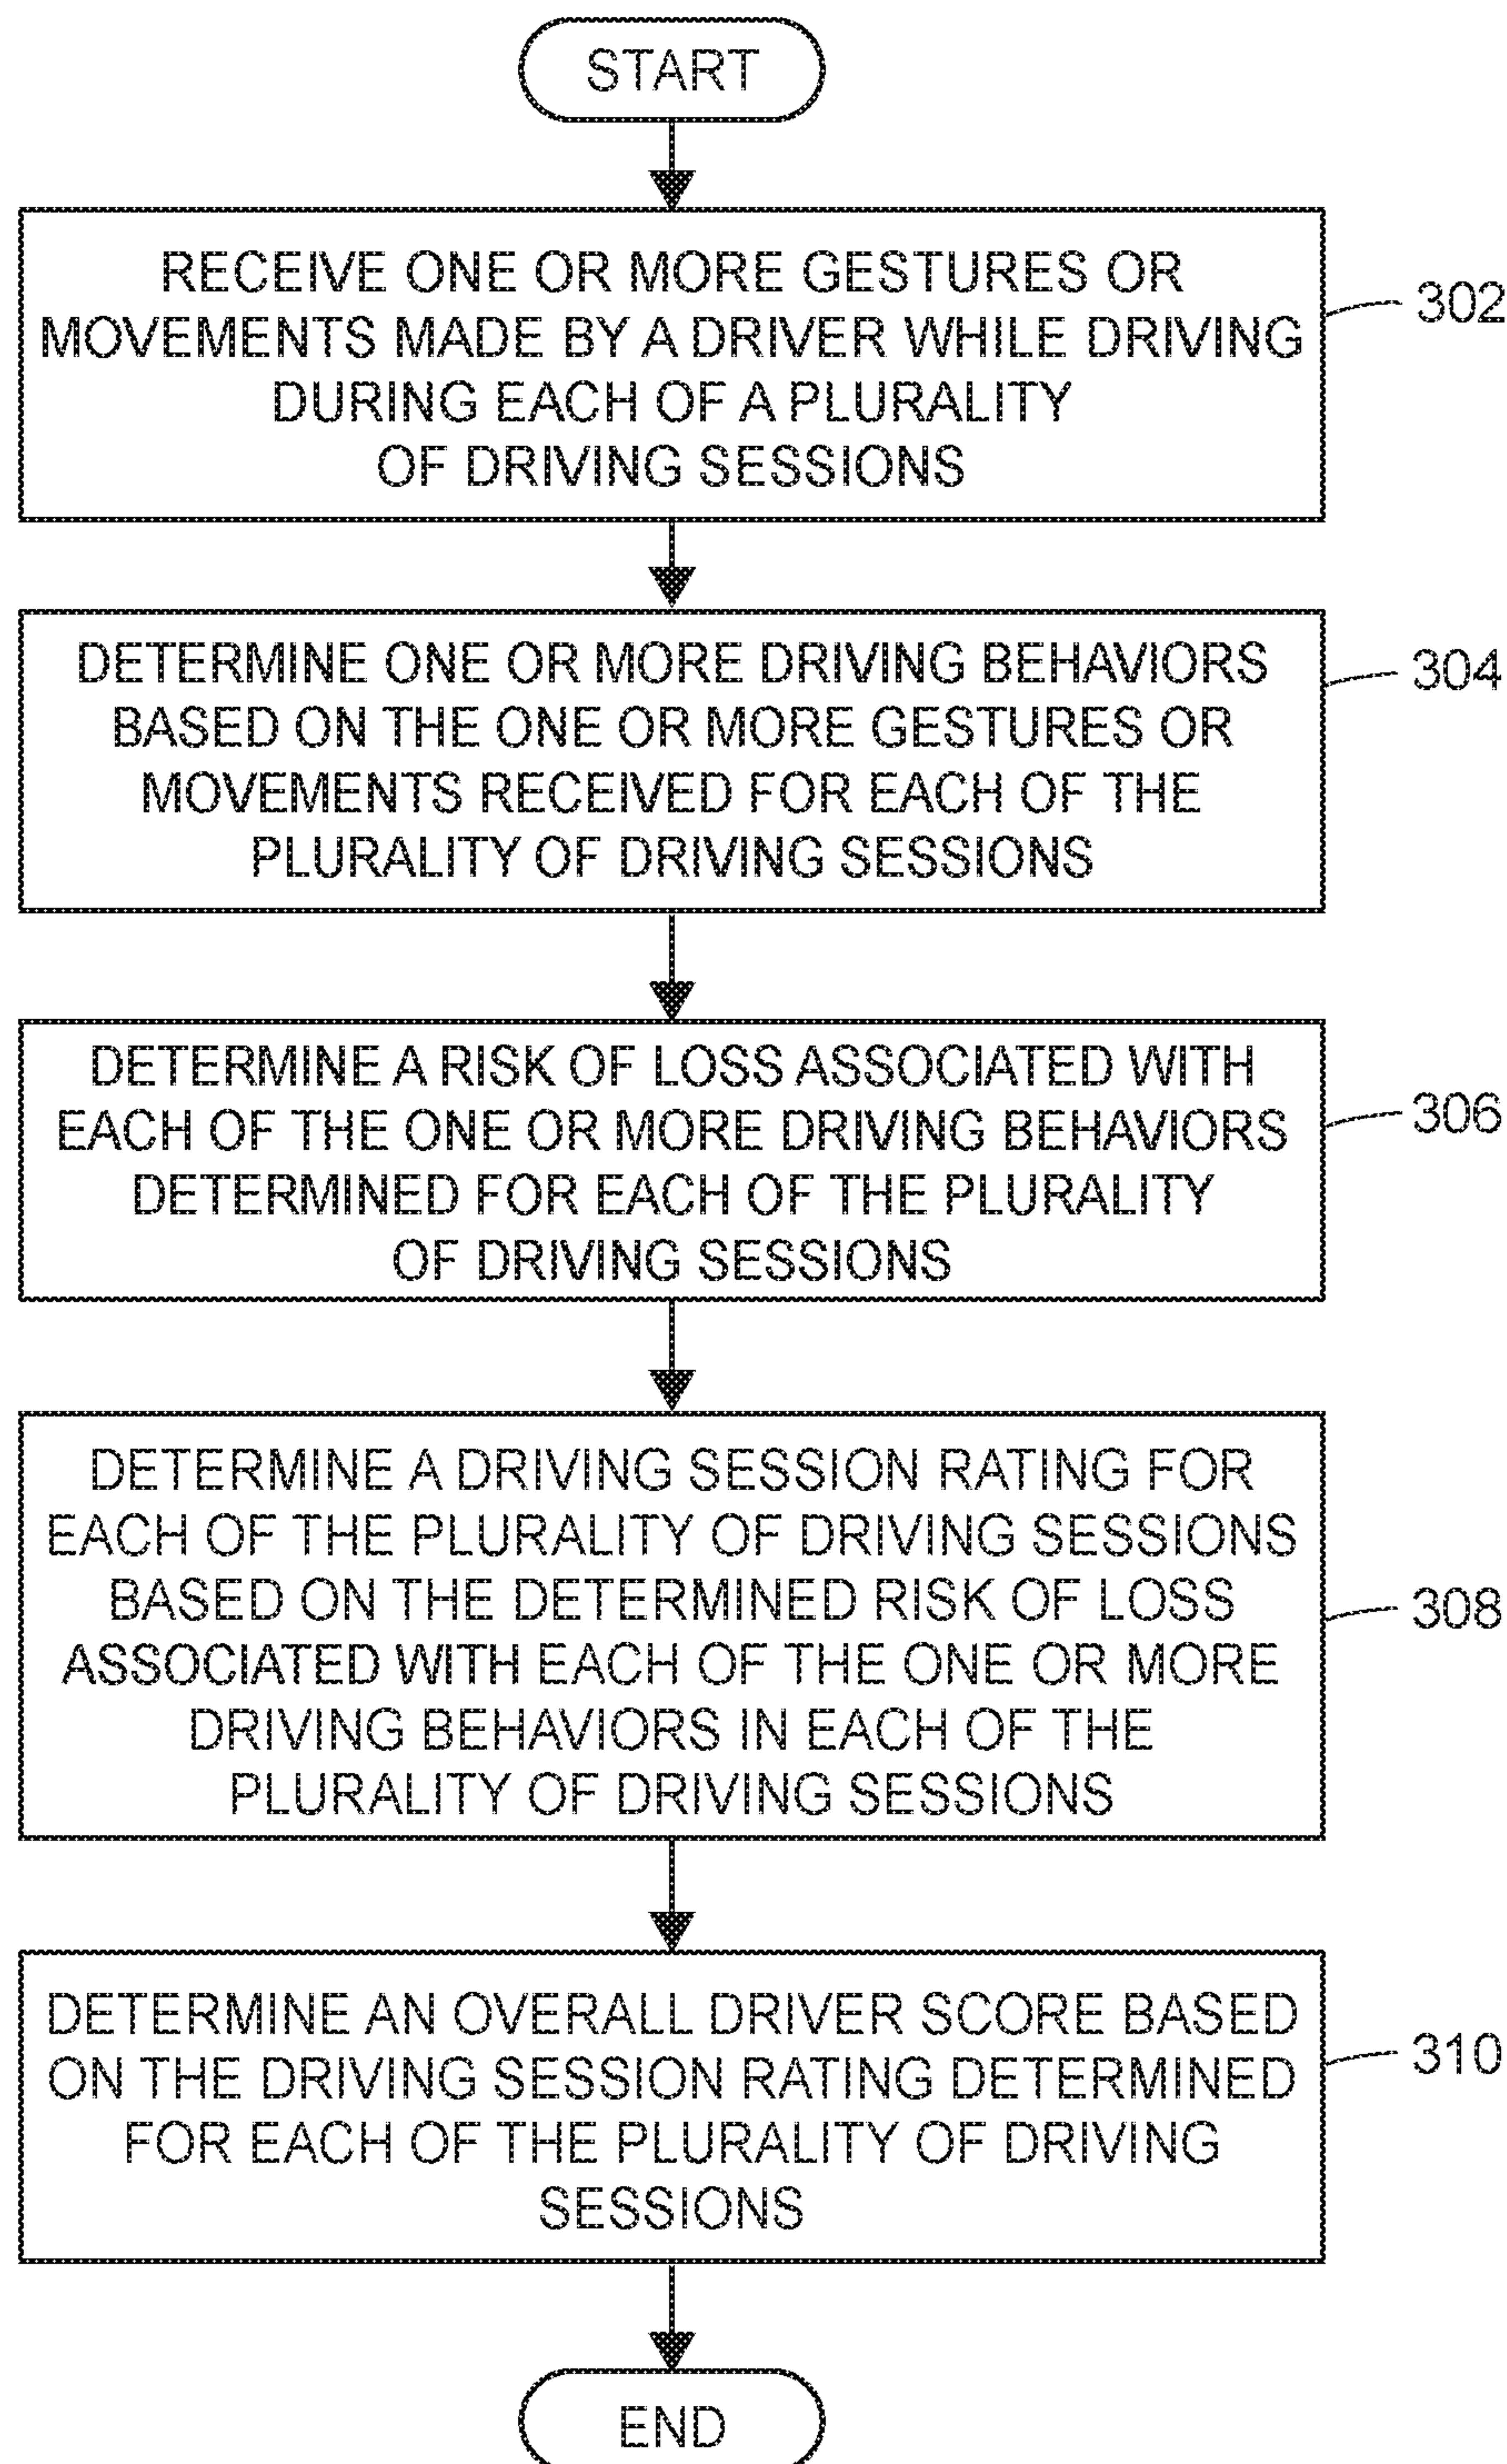 START
RECEIVE ONE OR MORE GESTURES OR
MOVEMENTS MADE BY A DRIVER WHILE DRIVING
DURING EACH OF A PLURALITY
OF DRIVING SESSIONS
302
DETERMINE ONE OR MORE DRIVING BEHAVIORS
BASED ON THE ONE OR MORE GESTURES OR
MOVEMENTS RECEIVED FOR EACH OF THE
PLURALITY OF DRIVING SESSIONS
304
DETERMINE A RISK OF LOSS ASSOCIATED WITH
EACH OF THE ONE OR MORE DRIVING BEHAVIORS
DETERMINED FOR EACH OF THE PLURALITY
OF DRIVING SESSIONS
306
DETERMINE A DRIVING SESSION RATING FOR
EACH OF THE PLURALITY OF DRIVING SESSIONS
BASED ON THE DETERMINED RISK OF LOSS
ASSOCIATED WITH EACH OF THE ONE OR MORE
DRIVING BEHAVIORS IN EACH OF THE
PLURALITY OF DRIVING SESSIONS
308
DETERMINE AN OVERALL DRIVER SCORE BASED
ON THE DRIVING SESSION RATING DETERMINED
FOR EACH OF THE PLURALITY OF DRIVING
SESSIONS
310
END